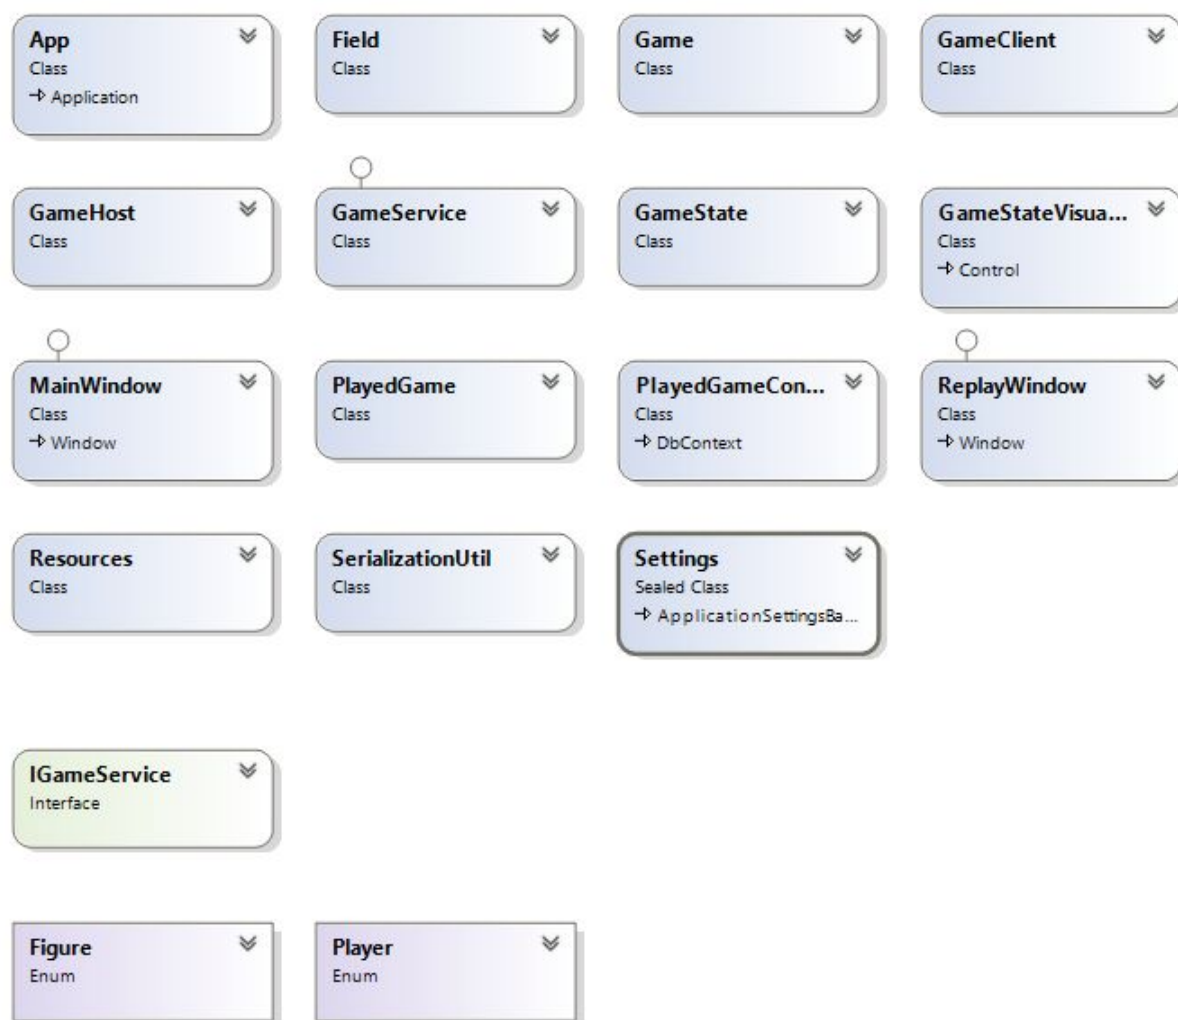 App
Class
Application
Field
Class
Game
Class
GameClient
Class
GameHost
Class
GameService
Class
GameState
Class
GameStateVisua...
Class
Control
MainWindow
Class
Window
PlayedGame
Class
PlayedGameCon...
Class
DbContext
ReplayWindow
Class
Window
Resources
Class
SerializationUtil
Class
Settings
Sealed Class
ApplicationSettingsBa...
IGameService
Interface
Figure
Enum
Player
Enum